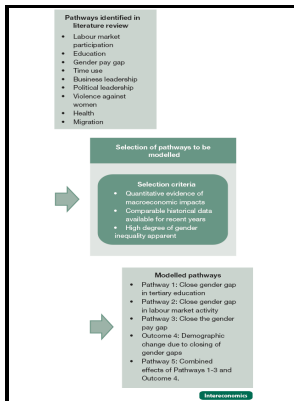 Pathways identified in
literature review
• Labour market
participation
• Education
• Gender pay gap
• Time use
• Business leadership
• Political leadership
• Violence against
women
• Health
• Migration
Selection of pathways to be
modelled
Selection criteria
• Quantitative evidence of
macroeconomic impacts
• Comparable historical data
available for recent years
• High degree of gender
inequality apparent
Modelled pathways
• Pathway 1: Close gender gap
in tertiary education
• Pathway 2: Close gender gap
in labour market activity
• Pathway 3: Close the gender
pay gap
• Outcome 4: Demographic
change due to closing of
gender gaps
• Pathway 5: Combined
effects of Pathways 1-3 and
Outcome 4.
Intereconomics